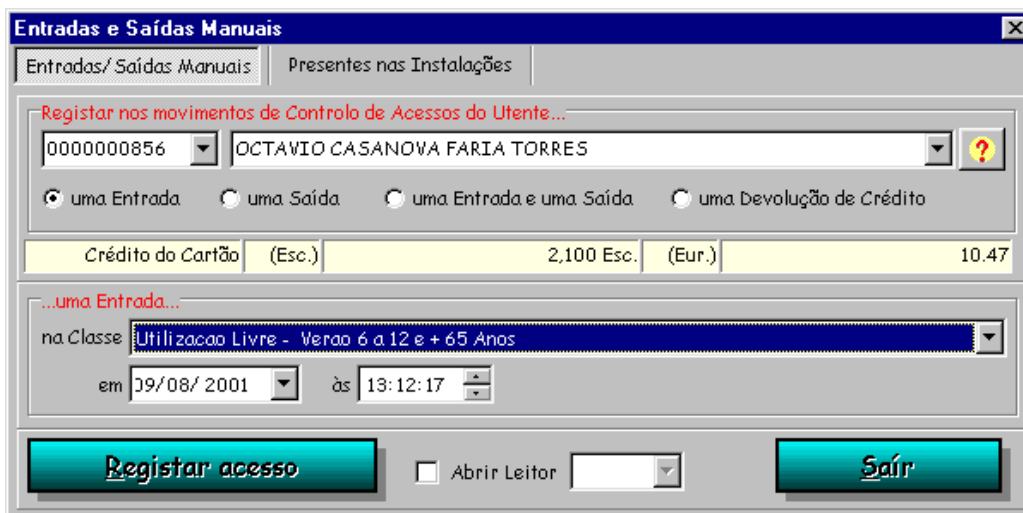 Entradas e Saídas Manuais
Entradas/Saídas Manuais Presentes nas Instalações
Registar nos movimentos de Controlo de Acessos do Utente...
0000000856 OCTAVIO CASANOVA FARIA TORRES ?
uma Entrada uma Saída uma Entrada e uma Saída uma Devolução de Crédito
Crédito do Cartão (Esc.) 2,100 Esc. (Eur.) 10.47
...uma Entrada...
na Classe Utilizacao Livre - Verao 6 a 12 e + 65 Anos
em 09/08/2001 às 13:12:17
Registar acesso Abrir Leitor Saír